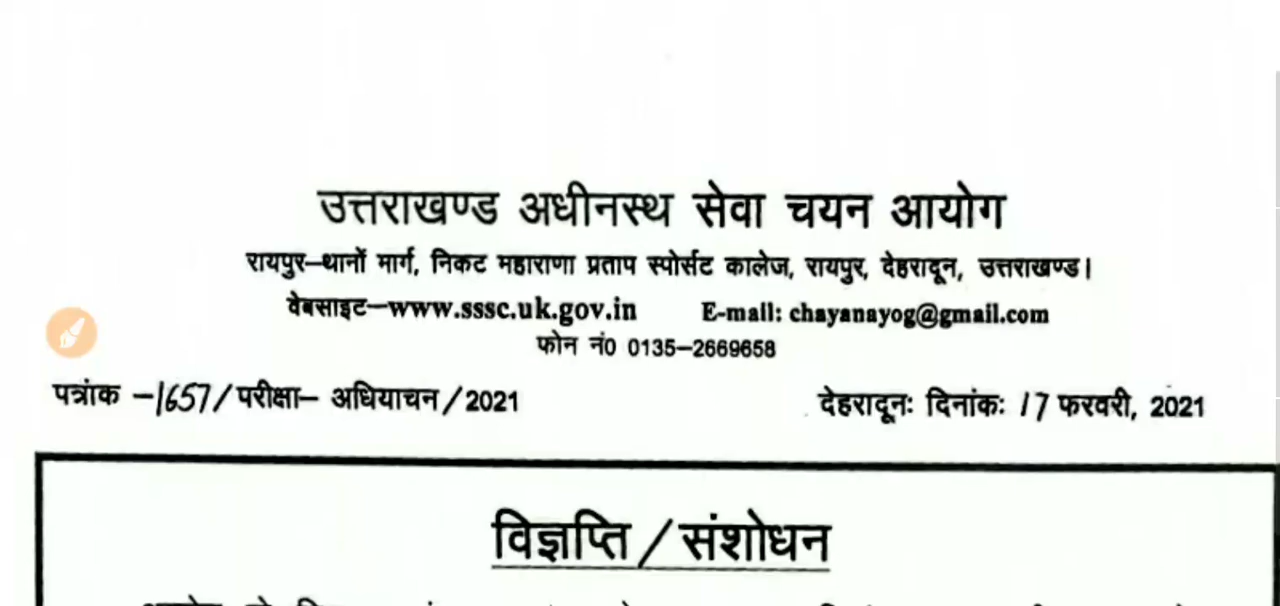 उत्तराखण्ड अधीनस्थ सेवा चयन आयोग
रायपुर–थानों मार्ग, निकट महाराणा प्रताप स्पोर्सट कालेज, रायपुर, देहरादून, उत्तराखण्ड।
वेबसाइट–www.sssc.uk.gov.in E-mail: chayanayog@gmail.com
फोन नं0 0135–2669658
पत्रांक –1657/परीक्षा– अधियाचन/2021 देहरादूनः दिनांकः 17 फरवरी, 2021
विज्ञप्ति/संशोधन